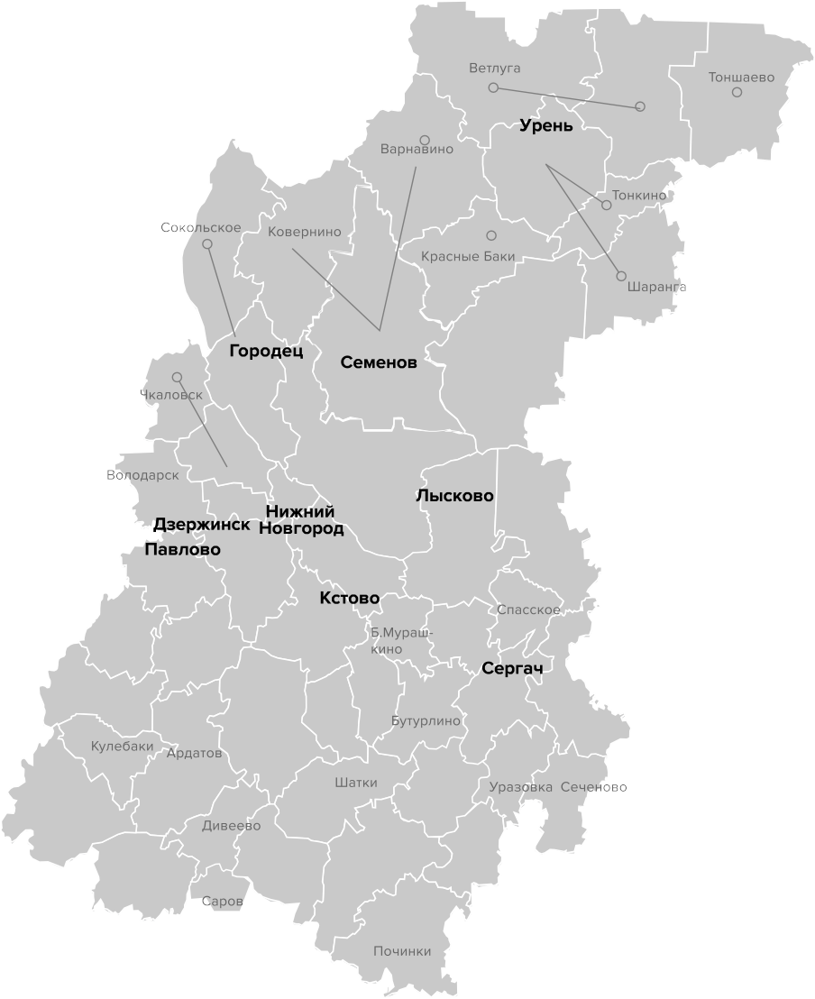 Ветлуга
Тоншаево
Урень
Варнавино
Тонкино
Сокольское
Ковернино
Красные Баки
Шаранга
Городец
Семенов
Чкаловск
Володарск
Лысково
Нижний
Новгород
Дзержинск
Павлово
Кстово
Спасское
Б.Мураш-
кино
Сергач
Бутурлино
Кулебаки
Ардатов
Шатки
Уразовка
Сеченово
Дивеево
Саров
Починки